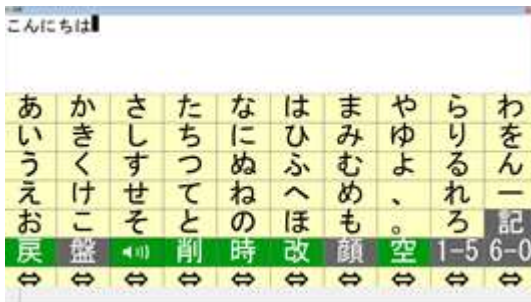 こんにちは
あ か さ た な は ま や ら わ
い き し ち に ひ み ゆ り を
う く す つ ぬ ふ む よ る ん
え け せ て ね へ め 、 れ ー
お こ そ と の ほ も 。 ろ 記
戻 盤 削 時 改 顔 空 1-5 6-0
⇔ ⇔ ⇔ ⇔ ⇔ ⇔ ⇔ ⇔ ⇔ ⇔